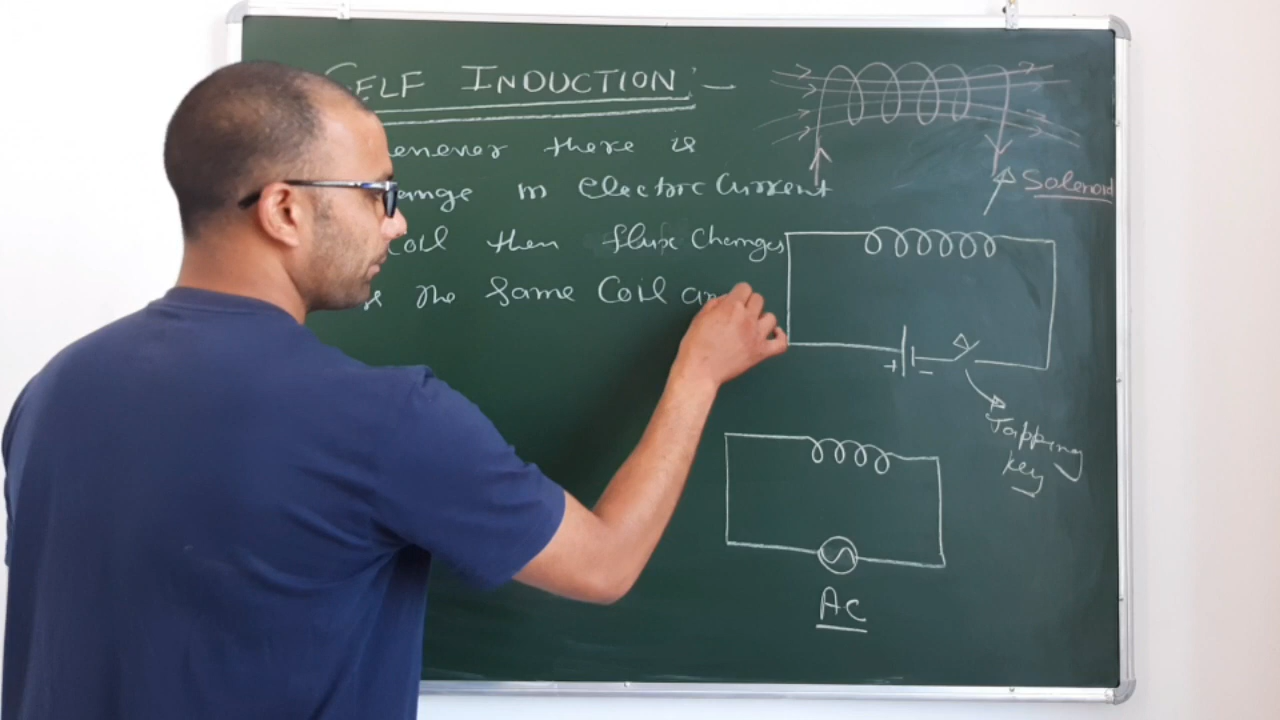 SELF INDUCTION :-
enever there is
ange in electric Current
coil then flux Changes
the same Coil an
Solenoid
+ -
Tapping
key
AC